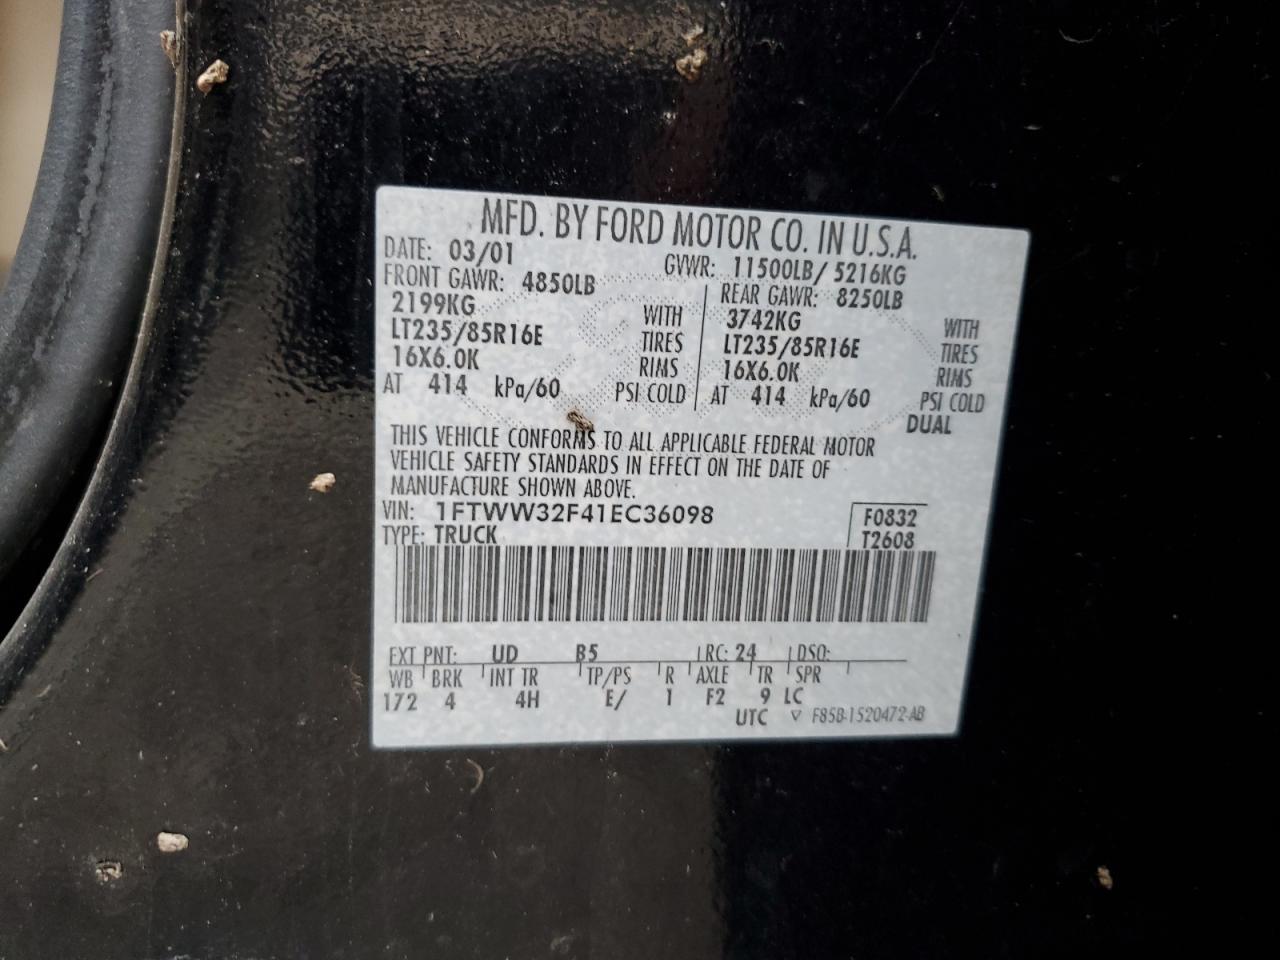 MFD. BY FORD MOTOR CO. IN U.S.A.
DATE: 03/01 GVWR: 11500LB/ 5216KG
FRONT GAWR: 4850LB REAR GAWR: 8250LB
2199KG WITH 3742KG WITH
LT235/85R16E TIRES LT235/85R16E TIRES
16X6.0K RIMS 16X6.0K RIMS
AT 414 kPa/60 PSI COLD AT 414 kPa/60 PSI COLD
DUAL
THIS VEHICLE CONFORMS TO ALL APPLICABLE FEDERAL MOTOR
VEHICLE SAFETY STANDARDS IN EFFECT ON THE DATE OF
MANUFACTURE SHOWN ABOVE.
VIN: 1FTWW32F41EC36098 F0832
TYPE: TRUCK T2608
EXT PNT: UD B5 RC: 24 DSO:
WB BRK INT TR TP/PS R AXLE TR SPR
172 4 4H E/ 1 F2 9 LC
UTC ▽ F85B-1520472-AB